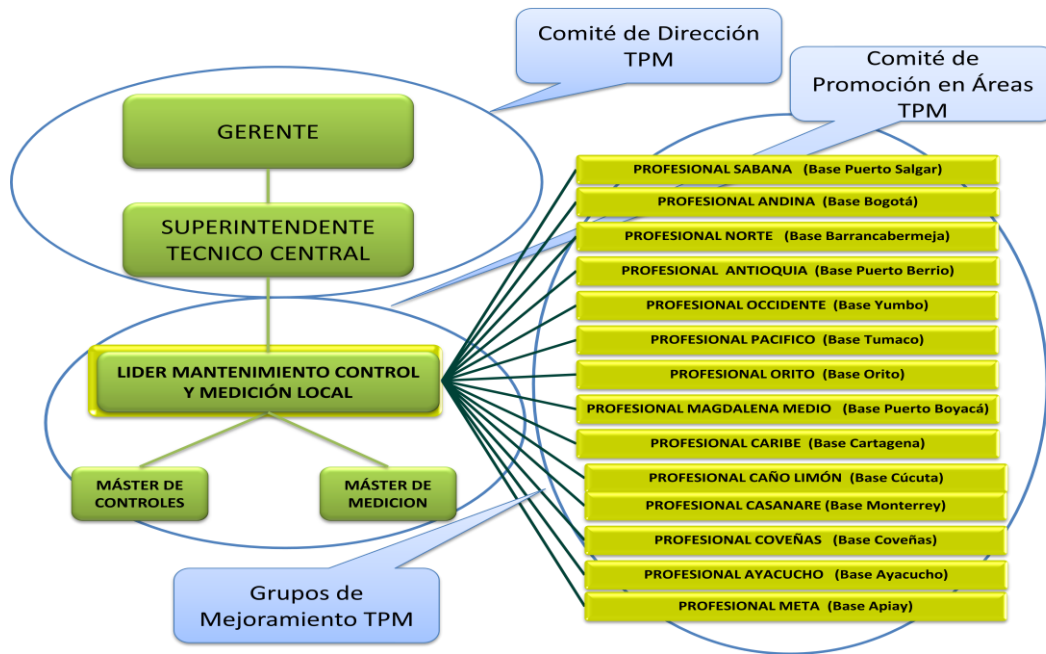 Comité de Dirección
TPM
Comité de
Promoción en Áreas
TPM
GERENTE
SUPERINTENDENTE
TECNICO CENTRAL
LIDER MANTENIMIENTO CONTROL
Y MEDICIÓN LOCAL
MÁSTER DE
CONTROLES
MÁSTER DE
MEDICION
Grupos de
Mejoramiento TPM
PROFESIONAL SABANA (Base Puerto Salgar)
PROFESIONAL ANDINA (Base Bogotá)
PROFESIONAL NORTE (Base Barrancabermeja)
PROFESIONAL ANTIOQUIA (Base Puerto Berrio)
PROFESIONAL OCCIDENTE (Base Yumbo)
PROFESIONAL PACIFICO (Base Tumaco)
PROFESIONAL ORITO (Base Orito)
PROFESIONAL MAGDALENA MEDIO (Base Puerto Boyacá)
PROFESIONAL CARIBE (Base Cartagena)
PROFESIONAL CAÑO LIMÓN (Base Cúcuta)
PROFESIONAL CASANARE (Base Monterrey)
PROFESIONAL COVEÑAS (Base Coveñas)
PROFESIONAL AYACUCHO (Base Ayacucho)
PROFESIONAL META (Base Apiay)